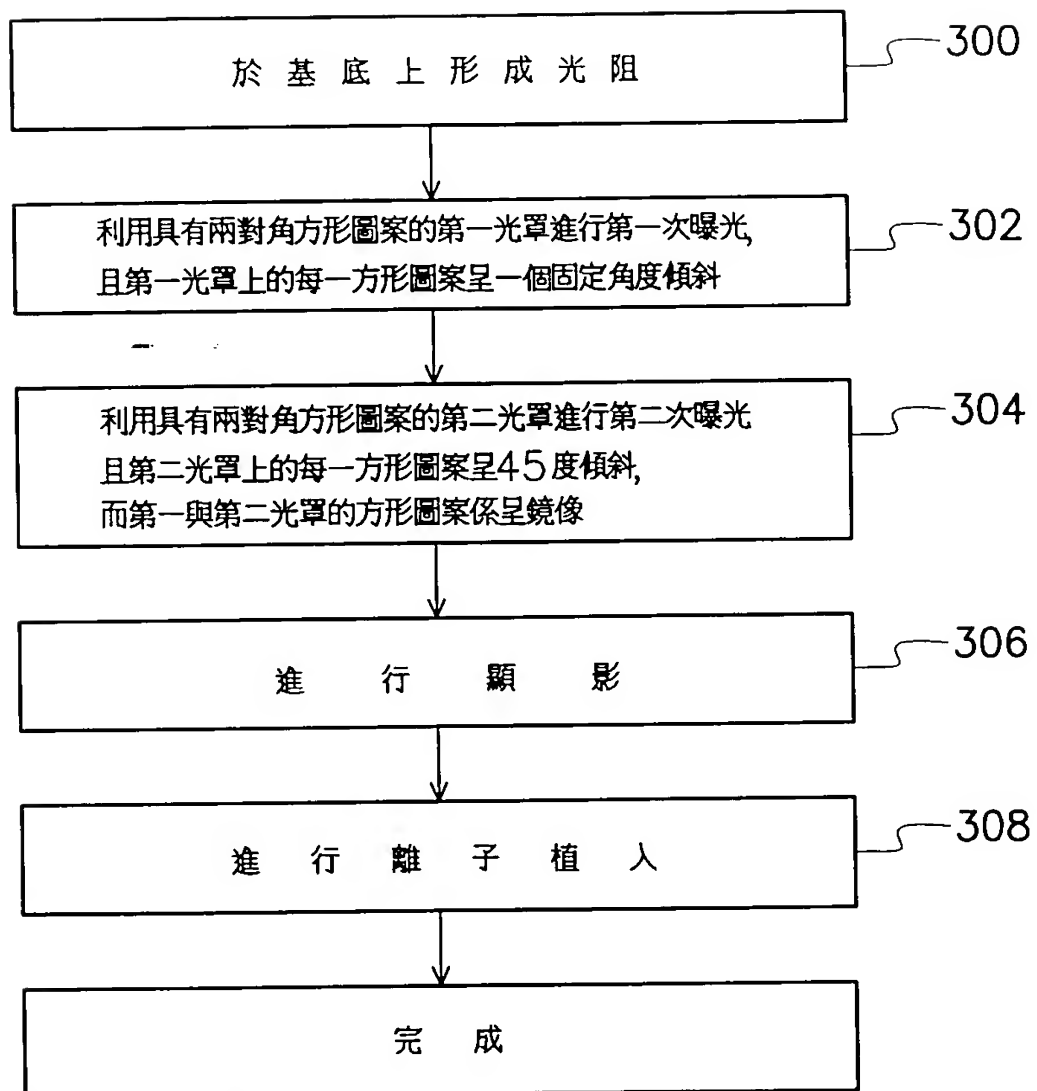 於基底上形成光阻
300
利用具有兩對角方形圖案的第一光罩進行第一次曝光,
且第一光罩上的每一方形圖案呈一個固定角度傾斜
302
利用具有兩對角方形圖案的第二光罩進行第二次曝光
且第二光罩上的每一方形圖案呈45度傾斜,
而第一與第二光罩的方形圖案係呈鏡像
304
進行顯影
306
進行離子植入
308
完成